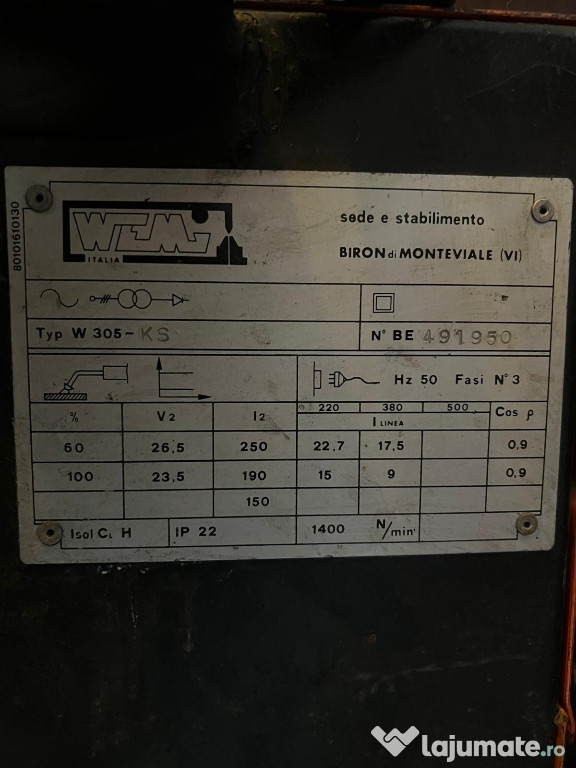 80101610130
WEMI
ITALIA
sede e stabilimento
BIRON di MONTEVIALE (VI)
Typ W 305-KS
N° BE 491950
Hz 50 Fasi N°3
% V2 I2 220 380 500 Cos ρ
I LINEA
60 26,5 250 22,7 17,5 0,9
100 23,5 190 15 9 0,9
150
Isol CL H IP 22 1400 N/min'
lajumate.ro